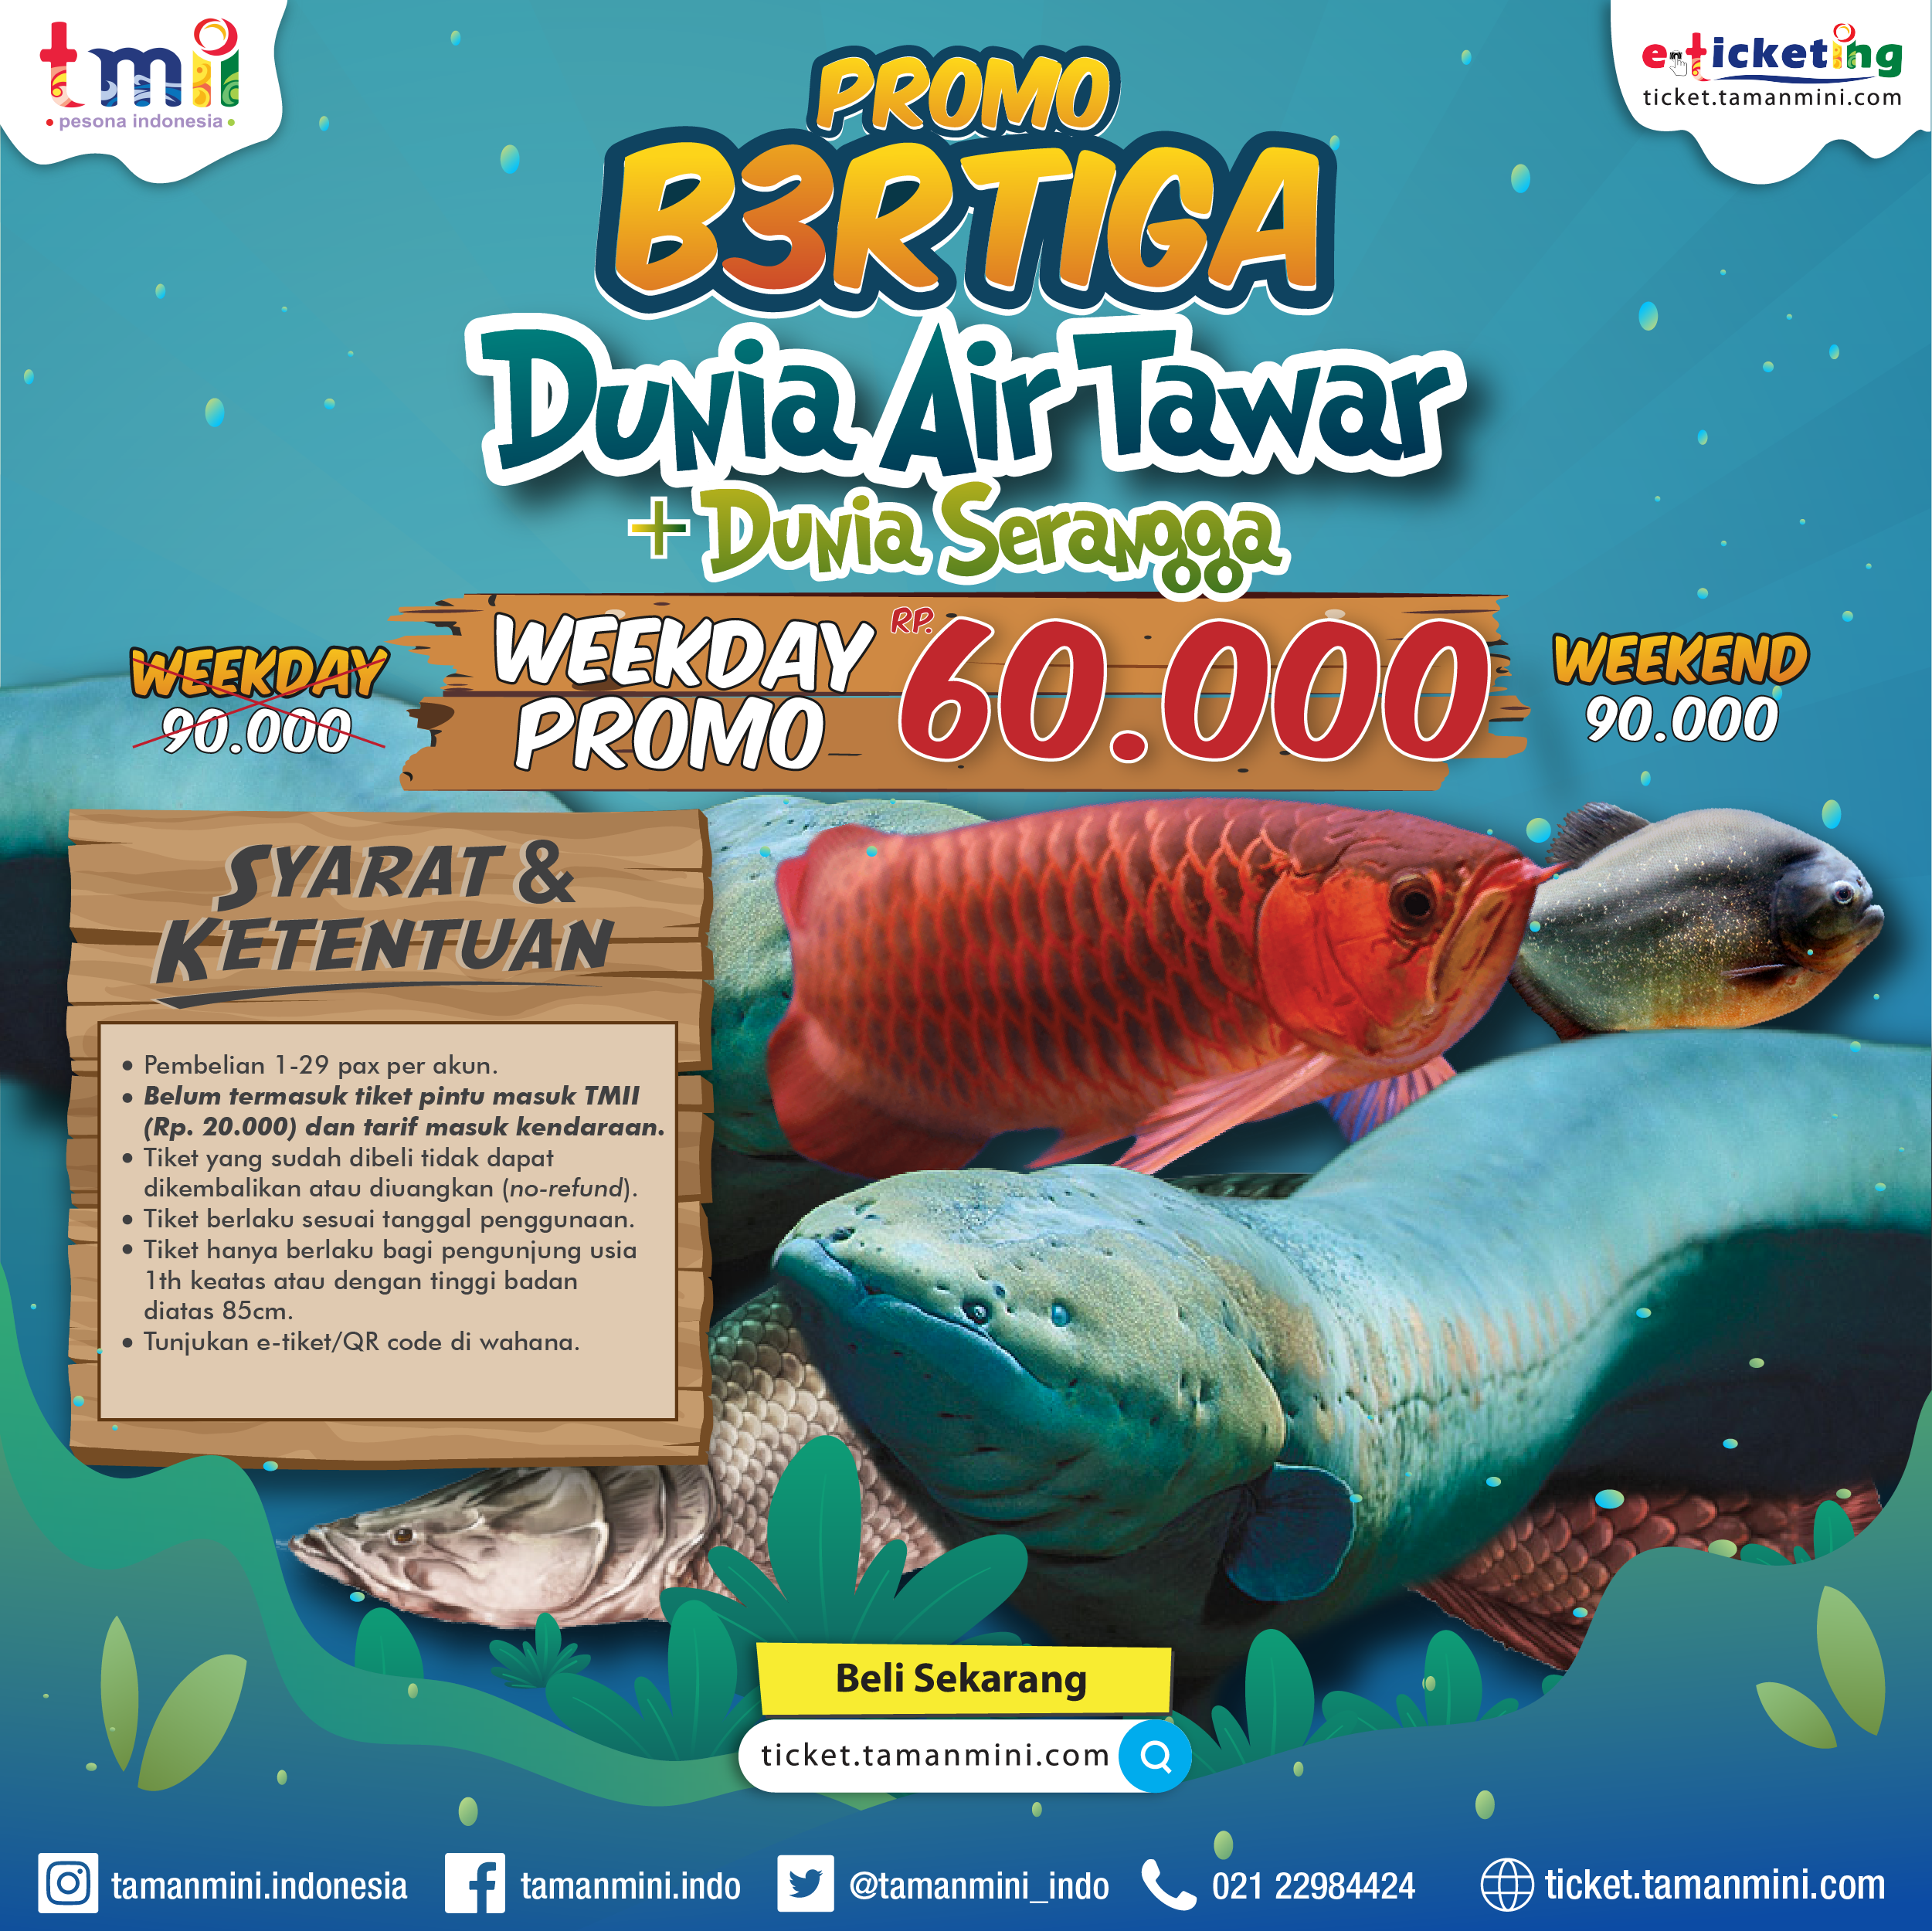 tmii
• pesona indonesia •
e-ticketing
ticket.tamanmini.com
PROMO
B3RTIGA
Dunia Air Tawar
+ Dunia Serangga
WEEKDAY
90.000
WEEKDAY
PROMO
RP. 60.000
WEEKEND
90.000
SYARAT &
KETENTUAN
• Pembelian 1-29 pax per akun.
• Belum termasuk tiket pintu masuk TMII
(Rp. 20.000) dan tarif masuk kendaraan.
• Tiket yang sudah dibeli tidak dapat
dikembalikan atau diuangkan (no-refund).
• Tiket berlaku sesuai tanggal penggunaan.
• Tiket hanya berlaku bagi pengunjung usia
1th keatas atau dengan tinggi badan
diatas 85cm.
• Tunjukan e-tiket/QR code di wahana.
Beli Sekarang
ticket.tamanmini.com
tamanmini.indonesia
tamanmini.indo
@tamanmini_indo
021 22984424
ticket.tamanmini.com